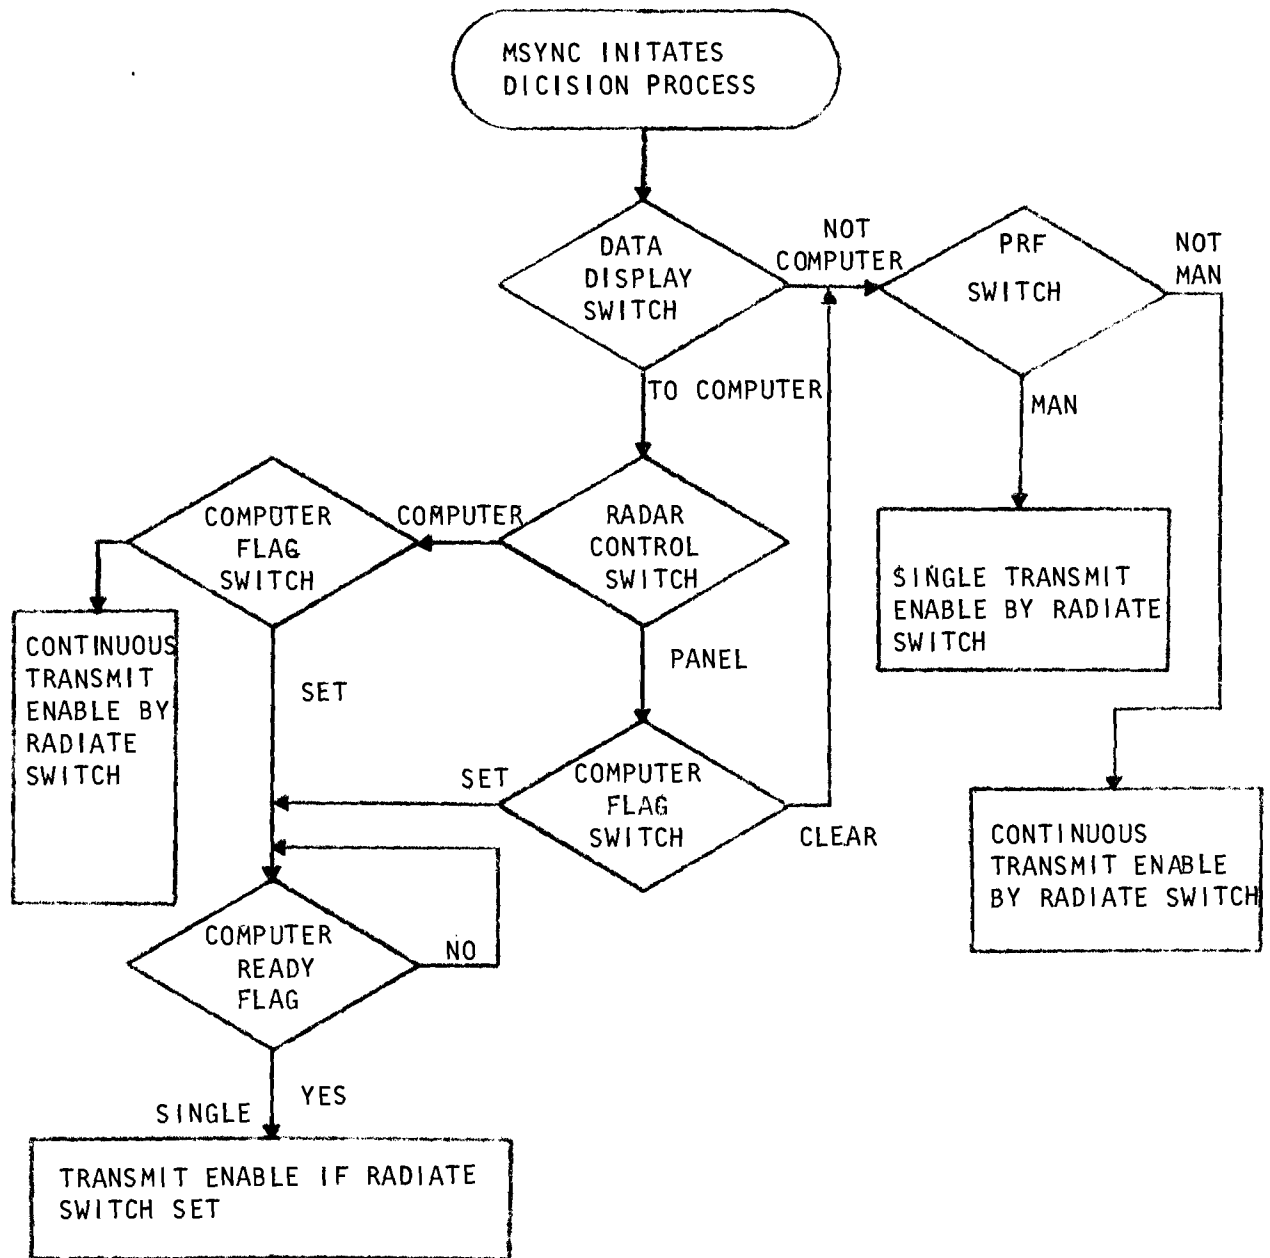 MSYNC INITATES
DICISION PROCESS
DATA
DISPLAY
SWITCH
NOT
COMPUTER
PRF
SWITCH
NOT
MAN
TO COMPUTER
MAN
COMPUTER
FLAG
SWITCH
COMPUTER
RADAR
CONTROL
SWITCH
SINGLE TRANSMIT
ENABLE BY RADIATE
SWITCH
CONTINUOUS
TRANSMIT
ENABLE BY
RADIATE
SWITCH
SET
PANEL
SET
COMPUTER
FLAG
SWITCH
CLEAR
CONTINUOUS
TRANSMIT ENABLE
BY RADIATE SWITCH
COMPUTER
READY
FLAG
NO
YES
SINGLE
TRANSMIT ENABLE IF RADIATE
SWITCH SET